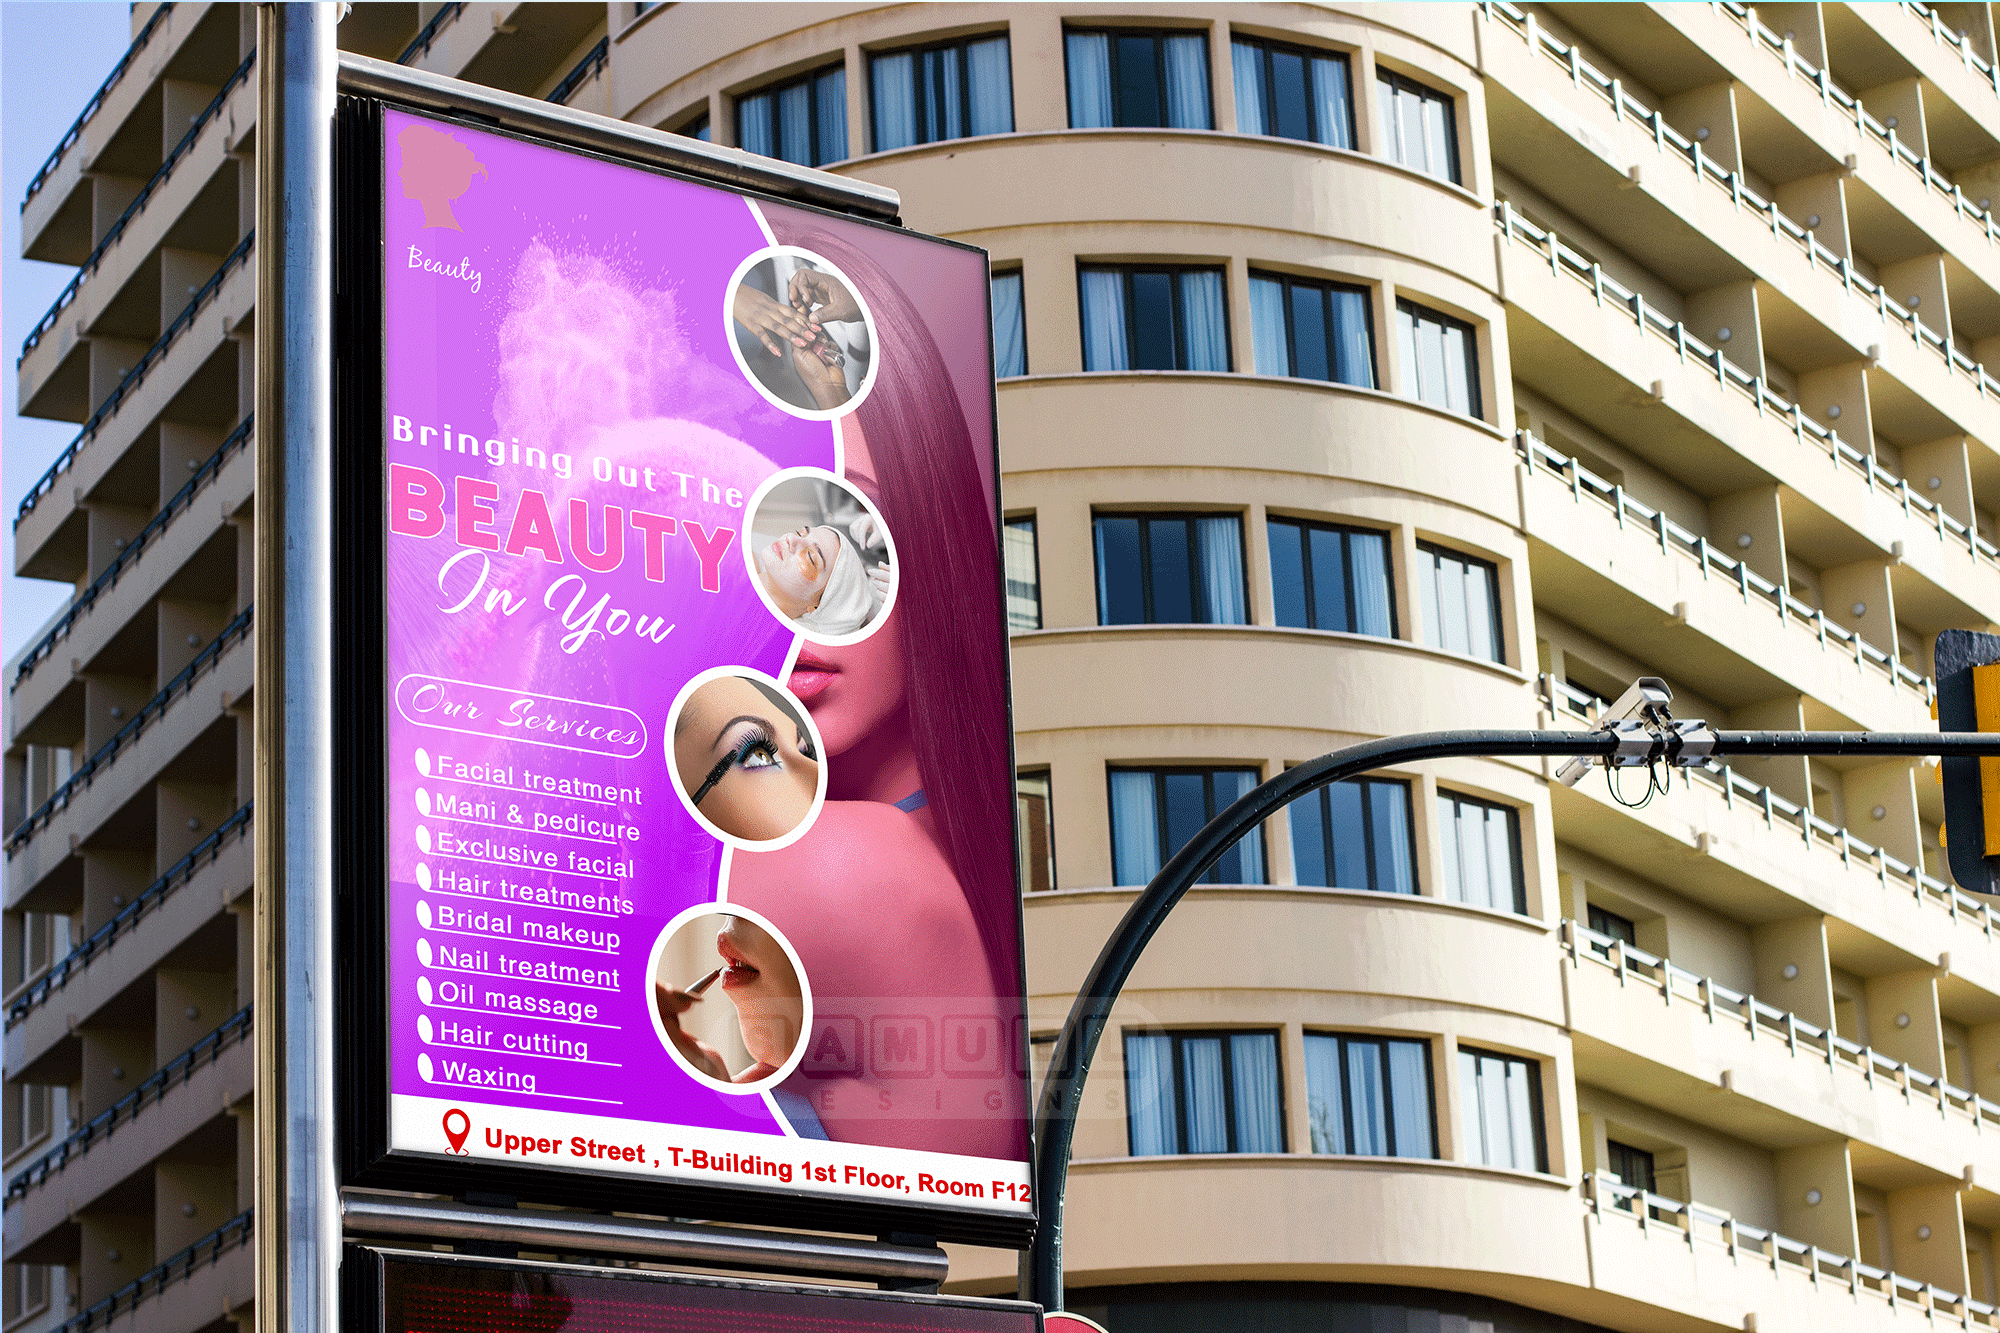 Beauty
Bringing Out The
BEAUTY
In You
Our Services
Facial treatment
Mani & pedicure
Exclusive facial
Hair treatments
Bridal makeup
Nail treatment
Oil massage
Hair cutting
Waxing
Upper Street , T-Building 1st Floor, Room F12
DESIGNS